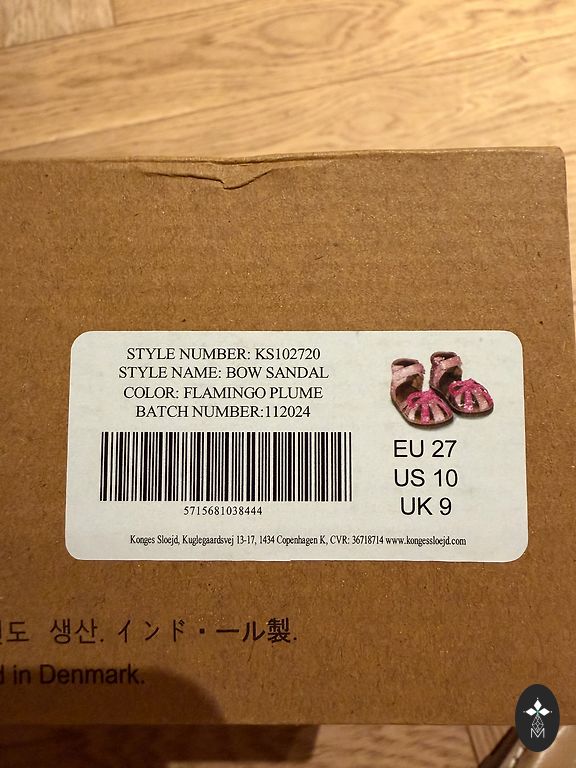 STYLE NUMBER: KS102720
STYLE NAME: BOW SANDAL
COLOR: FLAMINGO PLUME
BATCH NUMBER:112024
5715681038444
EU 27
US 10
UK 9
Konges Sloejd, Kuglegaardsvej 13-17, 1434 Copenhagen K, CVR: 36718714 www.kongessloejd.com
생산. インド・ール製.
in Denmark.
M